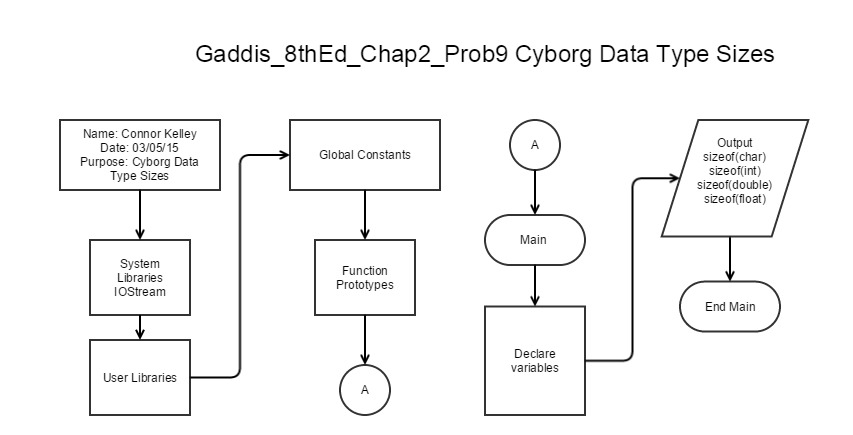 Gaddis_8thEd_Chap2_Prob9 Cyborg Data Type Sizes
Name: Connor Kelley
Date: 03/05/15
Purpose: Cyborg Data
Type Sizes
System
Libraries
IOStream
User Libraries
Global Constants
Function
Prototypes
A
A
Main
Declare
variables
Output
sizeof(char)
sizeof(int)
sizeof(double)
sizeof(float)
End Main